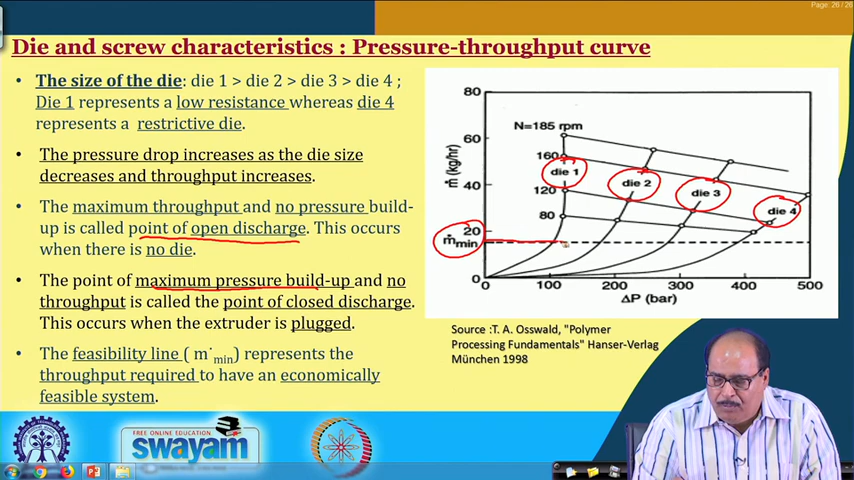 Page: 26 / 26
Die and screw characteristics : Pressure-throughput curve
• The size of the die: die 1 > die 2 > die 3 > die 4 ;
Die 1 represents a low resistance whereas die 4
represents a restrictive die.
• The pressure drop increases as the die size
decreases and throughput increases.
• The maximum throughput and no pressure build-
up is called point of open discharge. This occurs
when there is no die.
• The point of maximum pressure build-up and no
throughput is called the point of closed discharge.
This occurs when the extruder is plugged.
• The feasibility line ( m˙min) represents the
throughput required to have an economically
feasible system.
80
60
40
20
0
ṁ (kg/hr)
ṁmin
N=185 rpm
160
120
80
die 1
die 2
die 3
die 4
0 100 200 300 400 500
ΔP (bar)
Source :T. A. Osswald, "Polymer
Processing Fundamentals" Hanser-Verlag
München 1998
FREE ONLINE EDUCATION
swayam